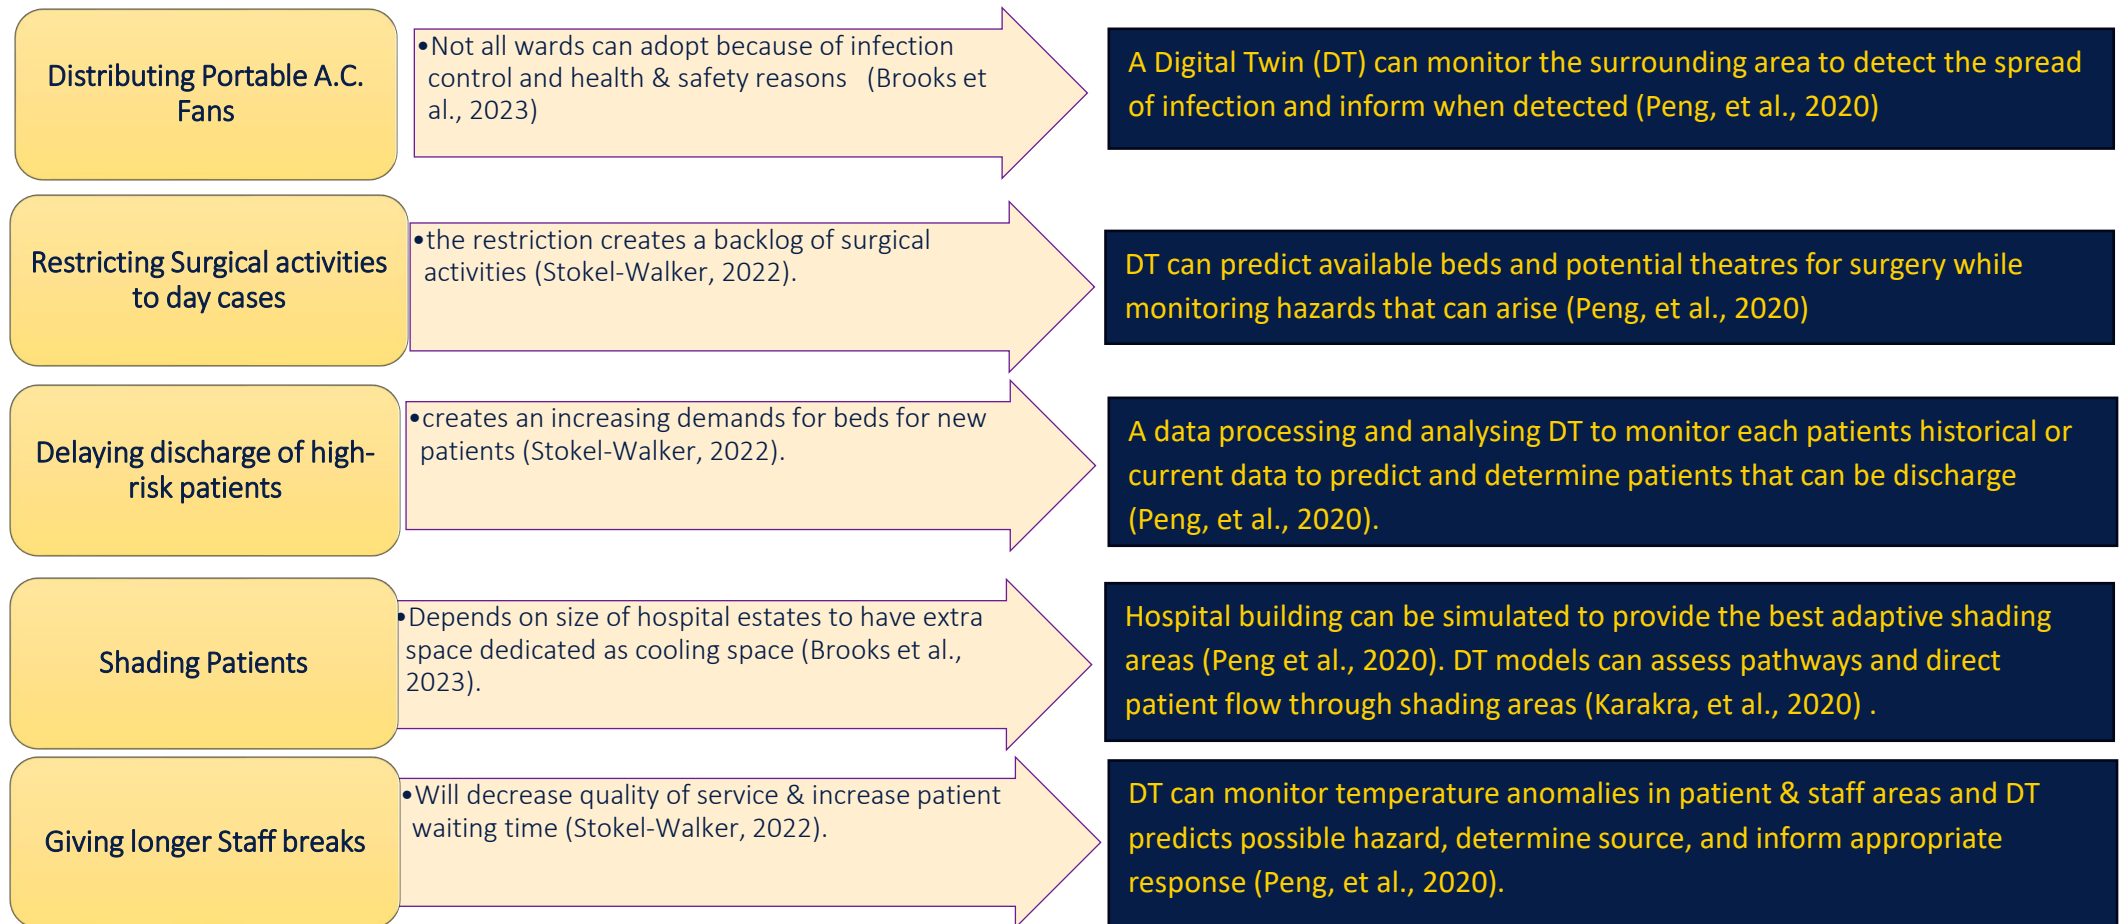 Distributing Portable A.C.
Fans
•Not all wards can adopt because of infection
control and health & safety reasons (Brooks et
al., 2023)
A Digital Twin (DT) can monitor the surrounding area to detect the spread
of infection and inform when detected (Peng, et al., 2020)
Restricting Surgical activities
to day cases
•the restriction creates a backlog of surgical
activities (Stokel-Walker, 2022).
DT can predict available beds and potential theatres for surgery while
monitoring hazards that can arise (Peng, et al., 2020)
Delaying discharge of high-
risk patients
•creates an increasing demands for beds for new
patients (Stokel-Walker, 2022).
A data processing and analysing DT to monitor each patients historical or
current data to predict and determine patients that can be discharge
(Peng, et al., 2020).
Shading Patients
•Depends on size of hospital estates to have extra
space dedicated as cooling space (Brooks et al.,
2023).
Hospital building can be simulated to provide the best adaptive shading
areas (Peng et al., 2020). DT models can assess pathways and direct
patient flow through shading areas (Karakra, et al., 2020) .
Giving longer Staff breaks
•Will decrease quality of service & increase patient
waiting time (Stokel-Walker, 2022).
DT can monitor temperature anomalies in patient & staff areas and DT
predicts possible hazard, determine source, and inform appropriate
response (Peng, et al., 2020).